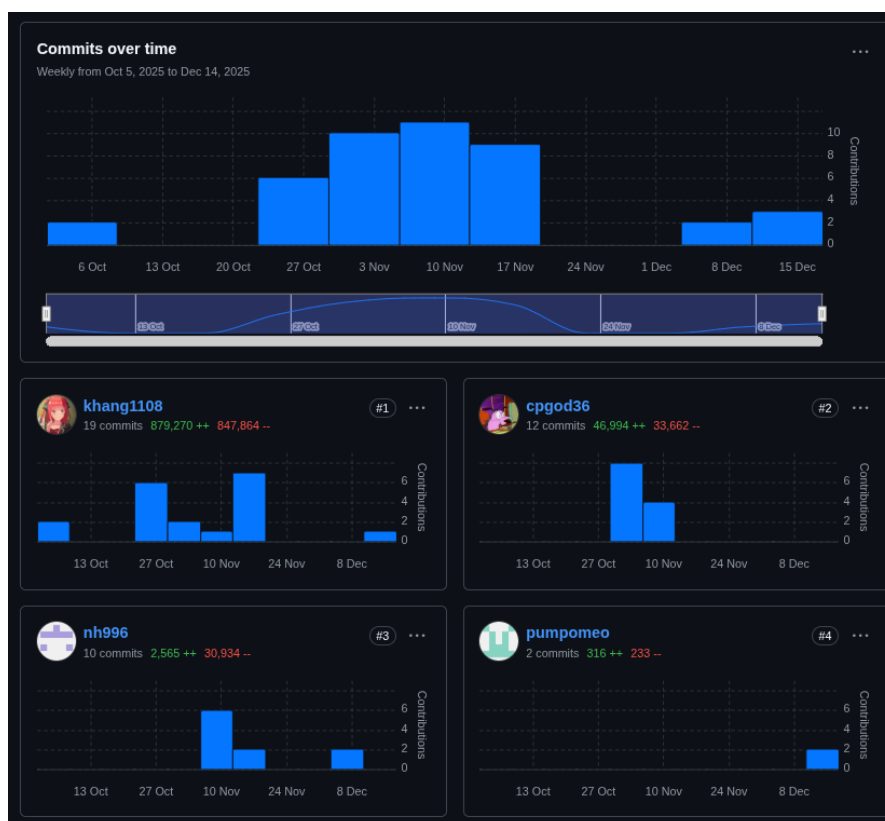 Commits over time
Weekly from Oct 5, 2025 to Dec 14, 2025
10
8
6
4
2
0
Contributions
6 Oct 13 Oct 20 Oct 27 Oct 3 Nov 10 Nov 17 Nov 24 Nov 1 Dec 8 Dec 15 Dec
13 Oct 27 Oct 10 Nov 24 Nov 8 Dec
khang1108 #1
19 commits 879,270 ++ 847,864 --
6
4
2
0
Contributions
13 Oct 27 Oct 10 Nov 24 Nov 8 Dec
cpgod36 #2
12 commits 46,994 ++ 33,662 --
6
4
2
0
Contributions
13 Oct 27 Oct 10 Nov 24 Nov 8 Dec
nh996 #3
10 commits 2,565 ++ 30,934 --
6
4
2
0
Contributions
13 Oct 27 Oct 10 Nov 24 Nov 8 Dec
pumpomeo #4
2 commits 316 ++ 233 --
6
4
2
0
Contributions
13 Oct 27 Oct 10 Nov 24 Nov 8 Dec